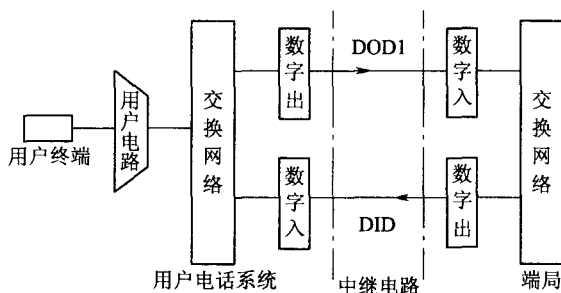 用户终端
用户电路
交换网络
数字出
DOD1
数字入
数字入
DID
数字出
交换网络
用户电话系统
中继电路
端局